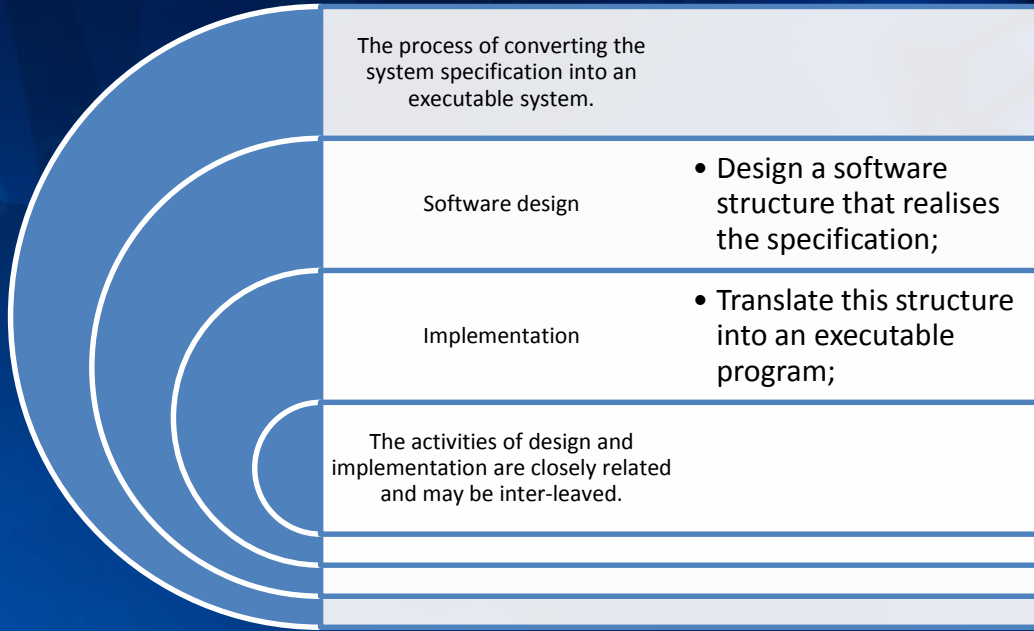 The process of converting the
system specification into an
executable system.
Software design
• Design a software
structure that realises
the specification;
Implementation
• Translate this structure
into an executable
program;
The activities of design and
implementation are closely related
and may be inter-leaved.